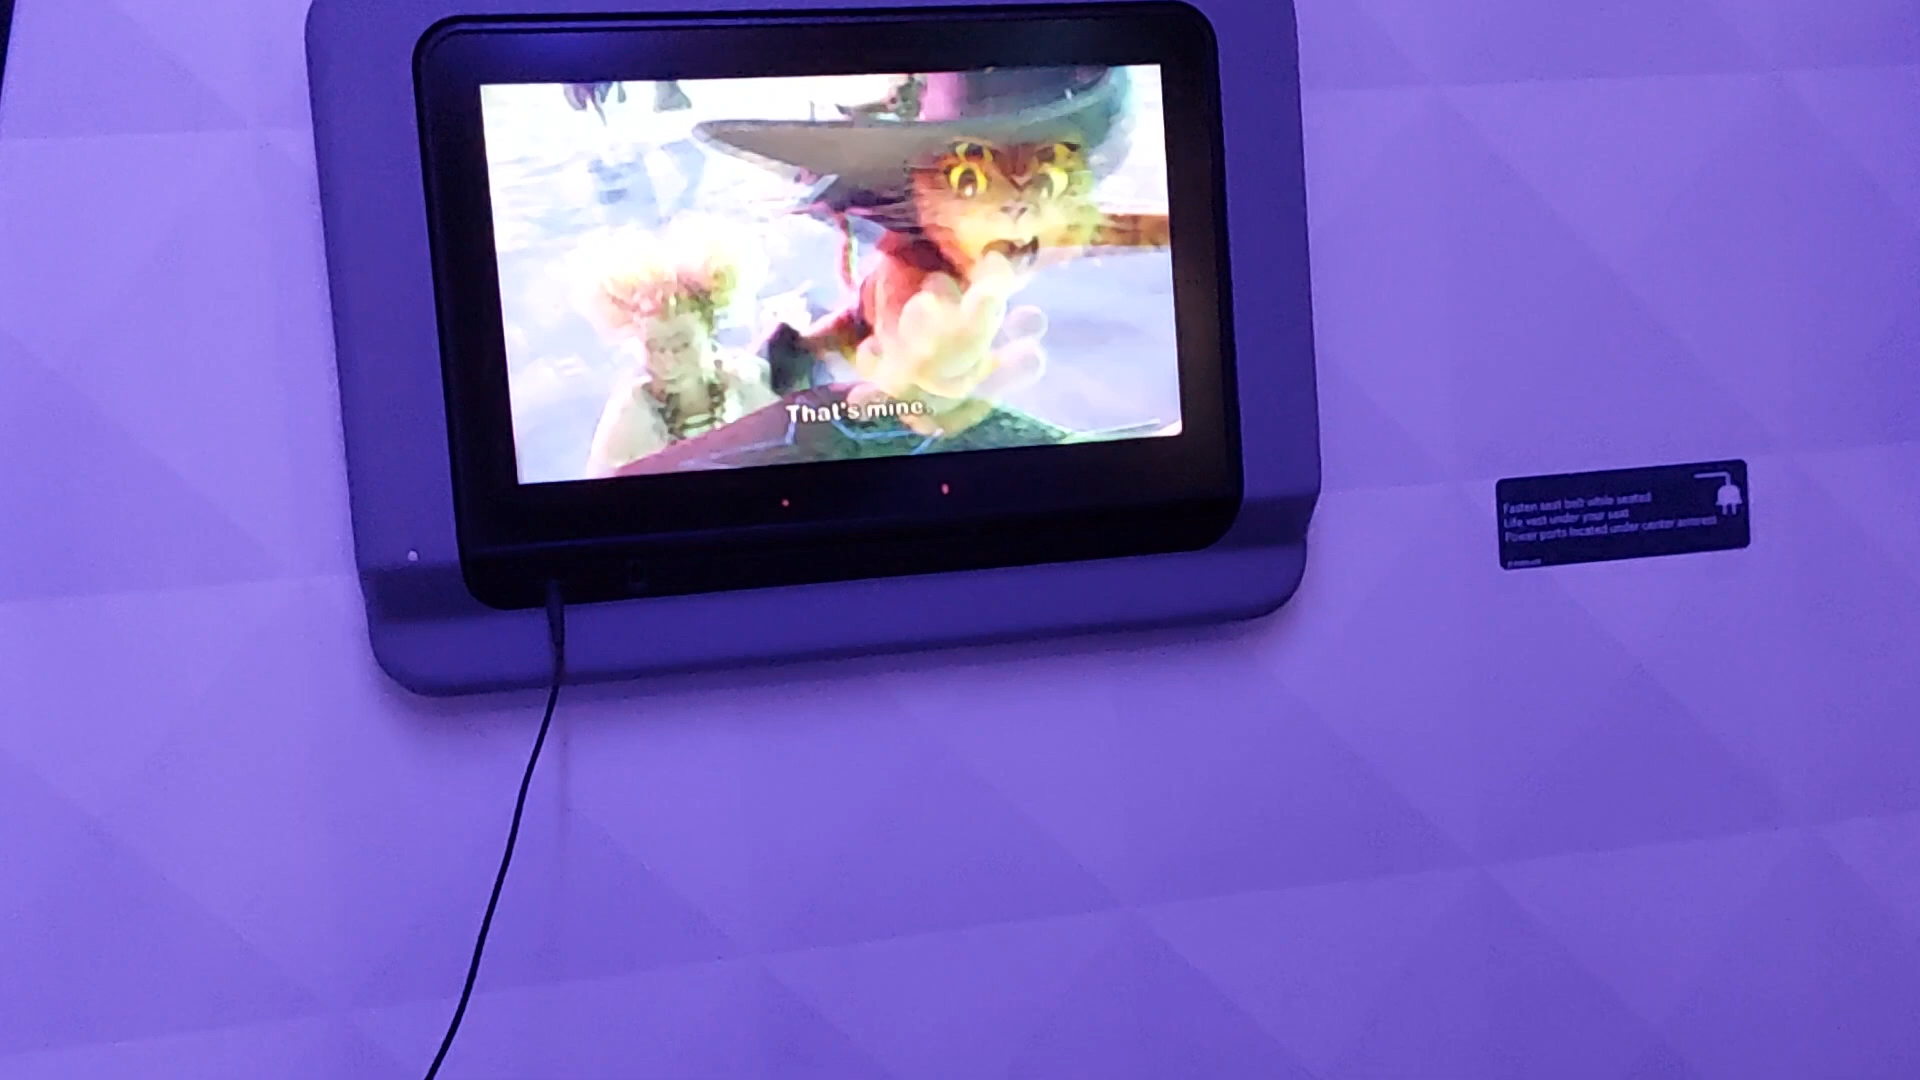 That's mine.
Fasten seat belt while seated
Life vest under your seat
Power ports located under center armrest